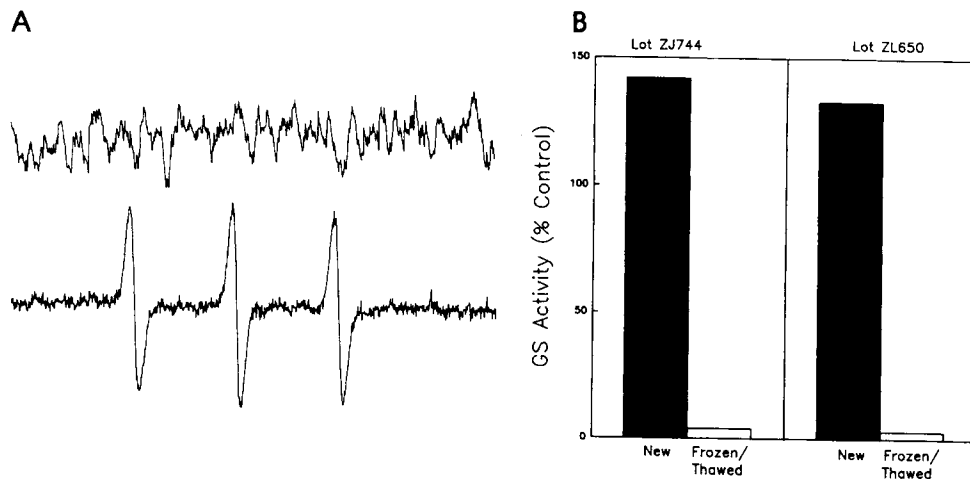 A
B
Lot ZJ744
Lot ZL650
150
100
50
0
GS Activity (% Control)
New
Frozen/
Thawed
New
Frozen/
Thawed